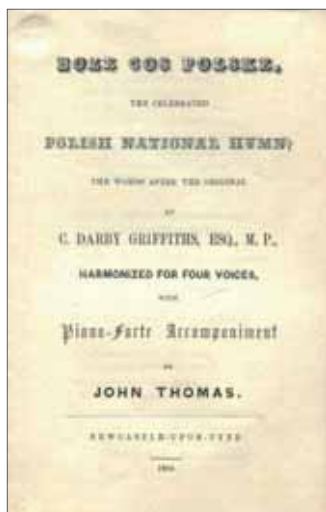 BOZE COS POLSKE,
THE CELEBRATED
POLISH NATIONAL HYMN;
THE WORDS AFTER THE ORIGINAL
BY
C. DARBY GRIFFITHS, ESQ., M. P.,
HARMONIZED FOR FOUR VOICES,
WITH
Piano-Forte Accompaniment
BY
JOHN THOMAS.
NEWCASTLE-UPON-TYNE